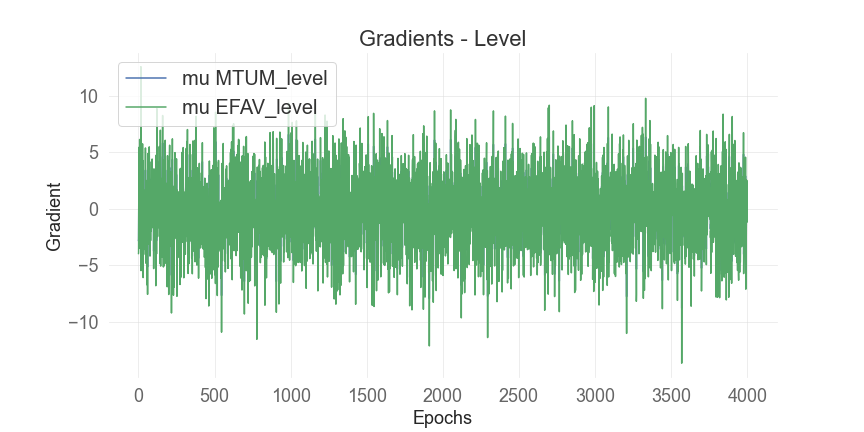 Gradients - Level
mu MTUM_level
mu EFAV_level
10
5
0
−5
−10
Gradient
0 500 1000 1500 2000 2500 3000 3500 4000
Epochs